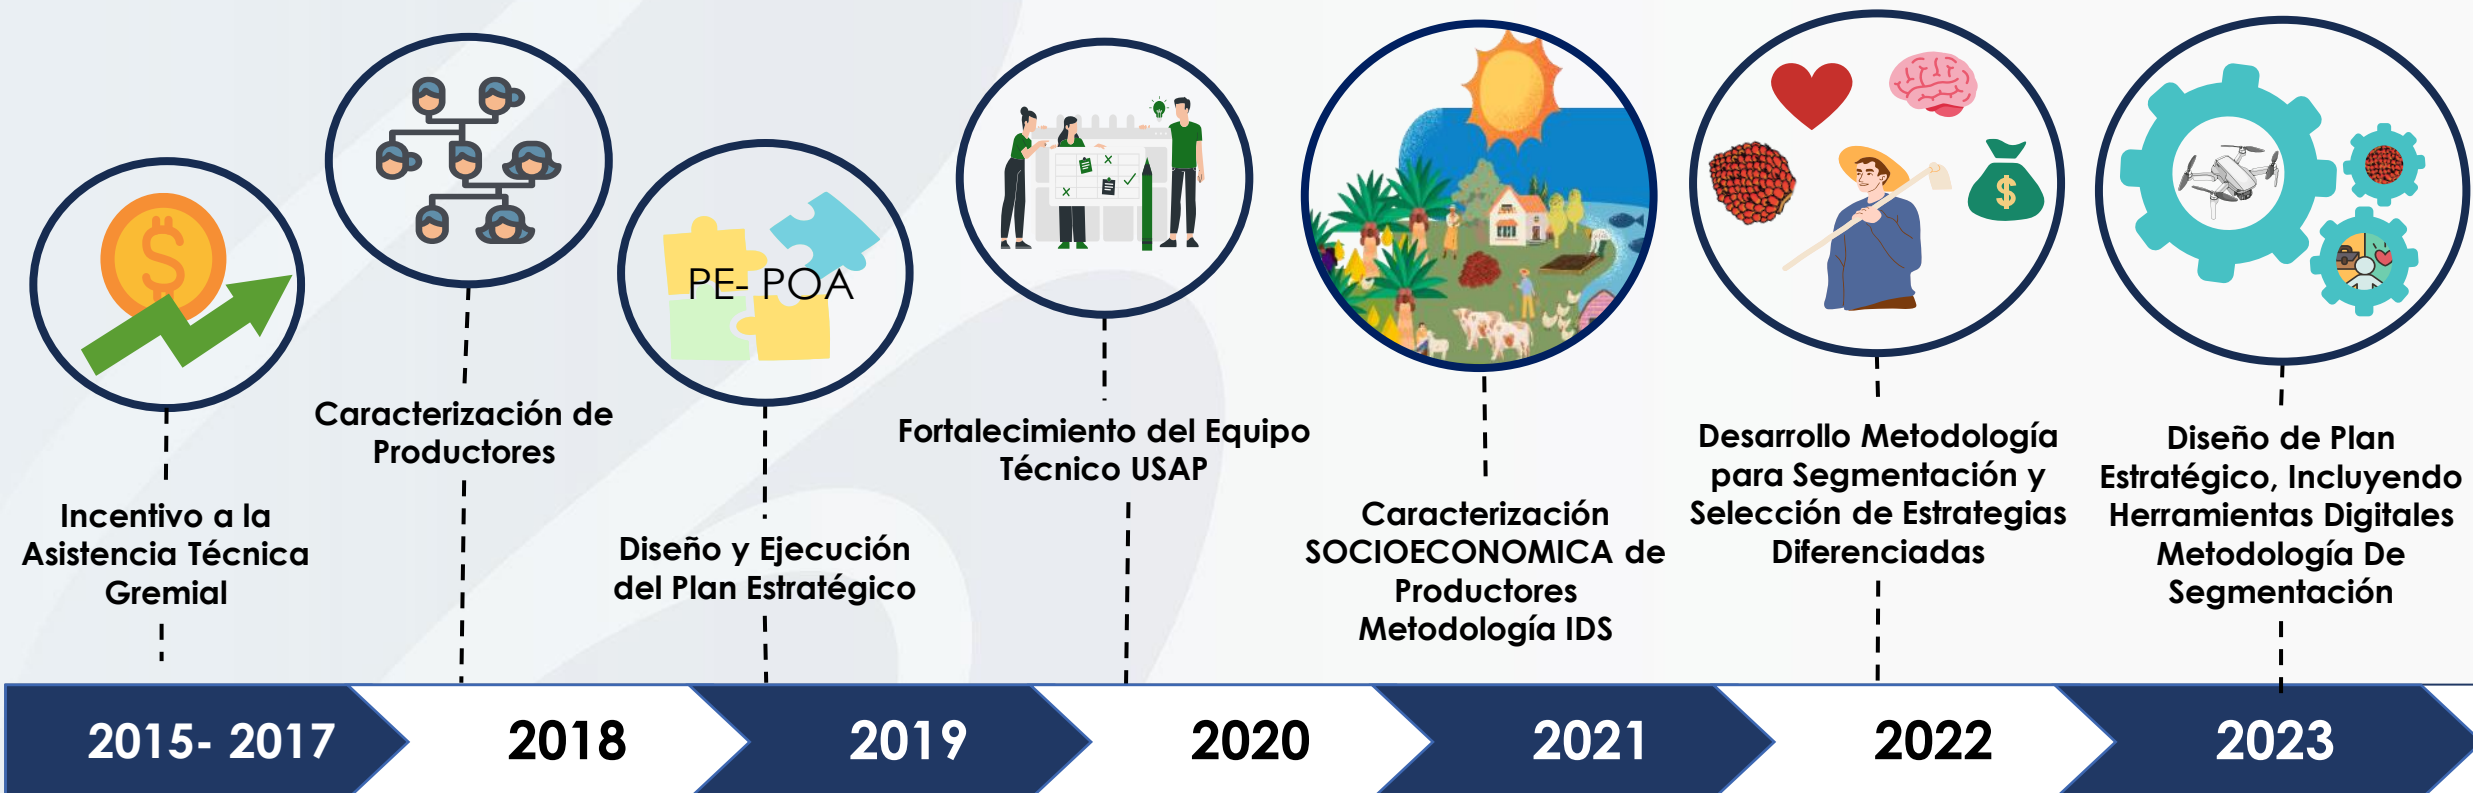 Incentivo a la
Asistencia Técnica
Gremial
2015- 2017
Caracterización de
Productores
2018
PE- POA
Diseño y Ejecución
del Plan Estratégico
2019
Fortalecimiento del Equipo
Técnico USAP
2020
Caracterización
SOCIOECONOMICA de
Productores
Metodología IDS
2021
$
Desarrollo Metodología
para Segmentación y
Selección de Estrategias
Diferenciadas
2022
Diseño de Plan
Estratégico, Incluyendo
Herramientas Digitales
Metodología De
Segmentación
2023